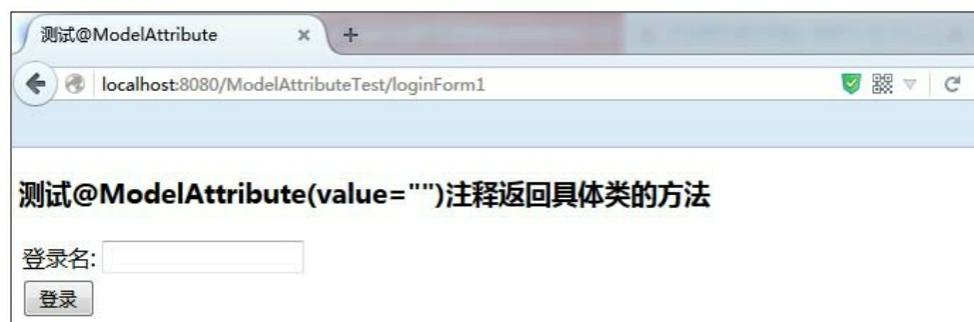 测试@ModelAttribute
localhost:8080/ModelAttributeTest/loginForm1
测试@ModelAttribute(value="")注释返回具体类的方法
登录名:
登录